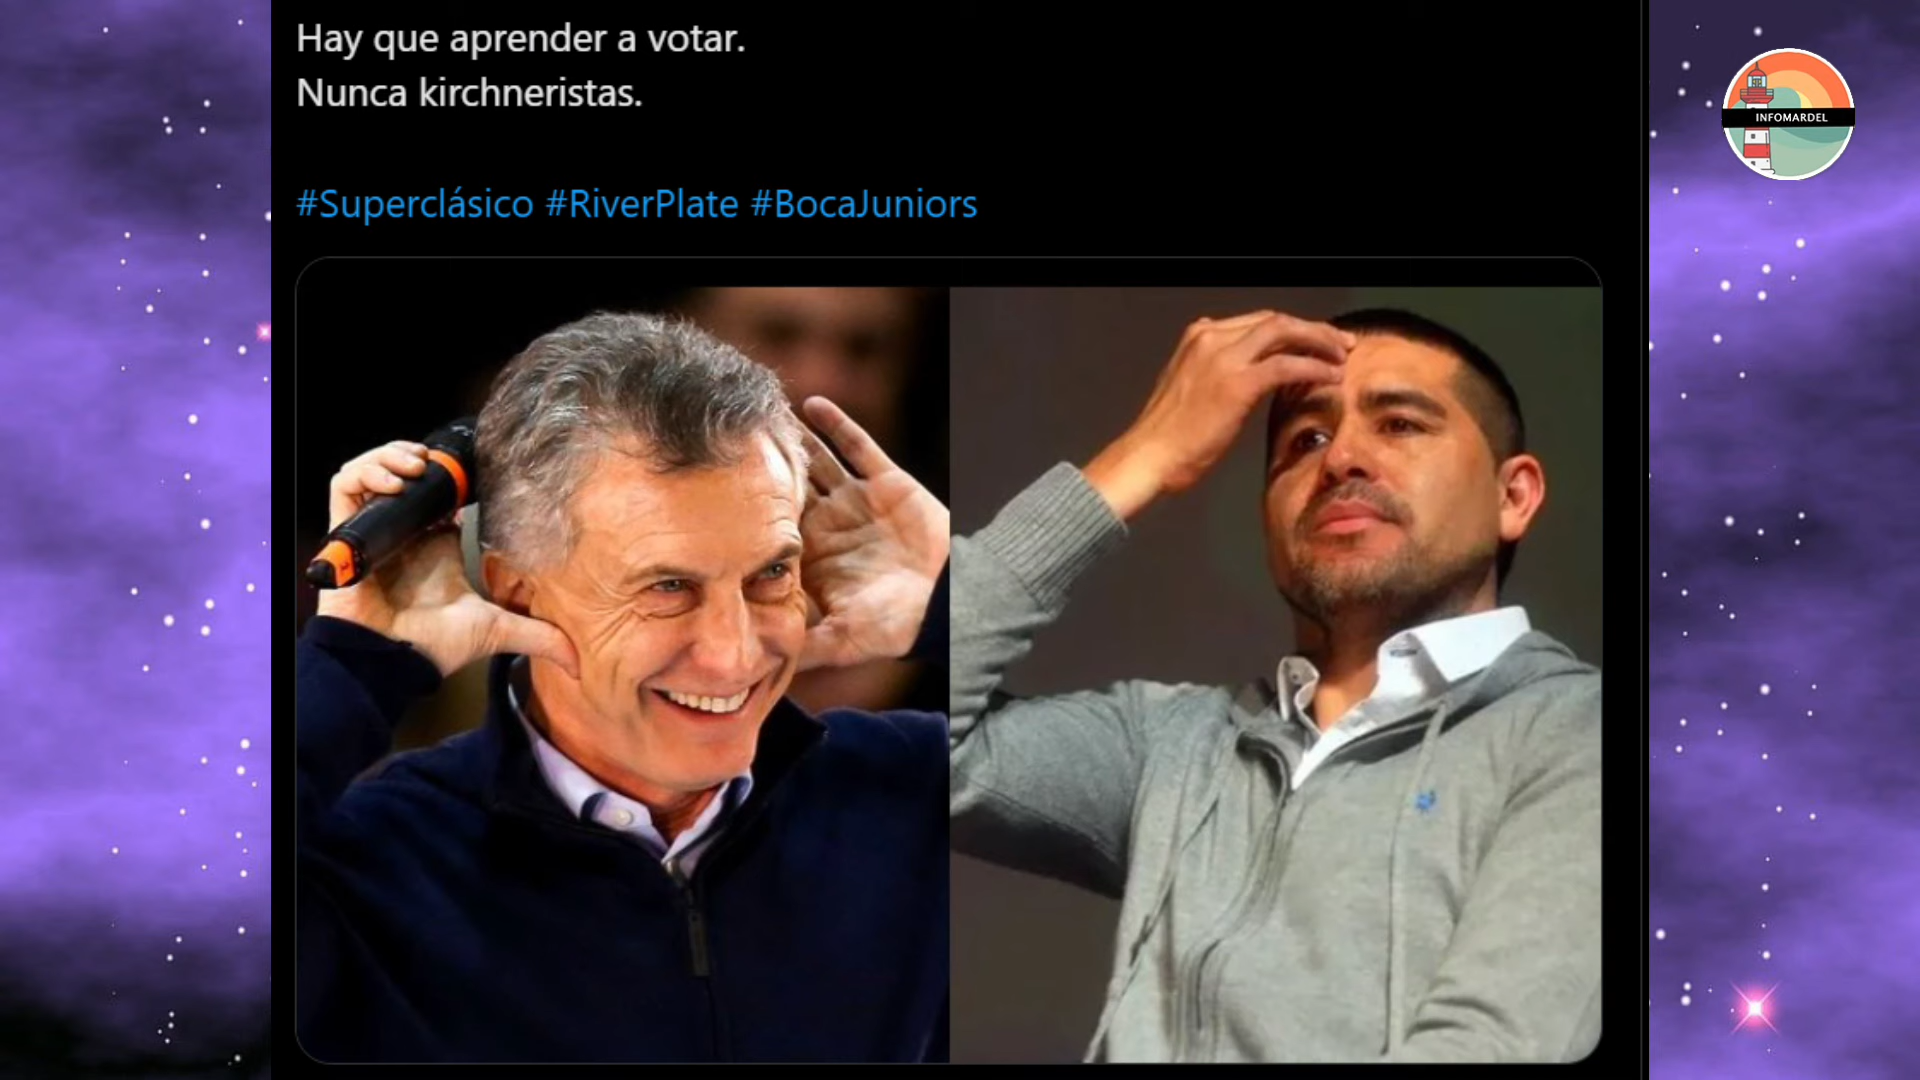 Hay que aprender a votar.
Nunca kirchneristas.
#Superclásico #RiverPlate #BocaJuniors
INFOMARDEL